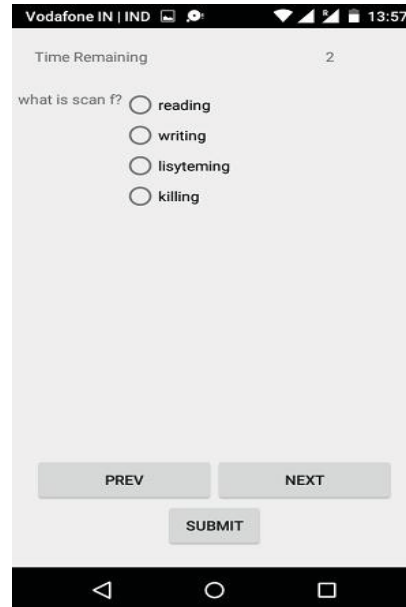 Vodafone IN | IND 13:57
Time Remaining 2
what is scan f? reading
writing
lisyteming
killing
PREV NEXT
SUBMIT